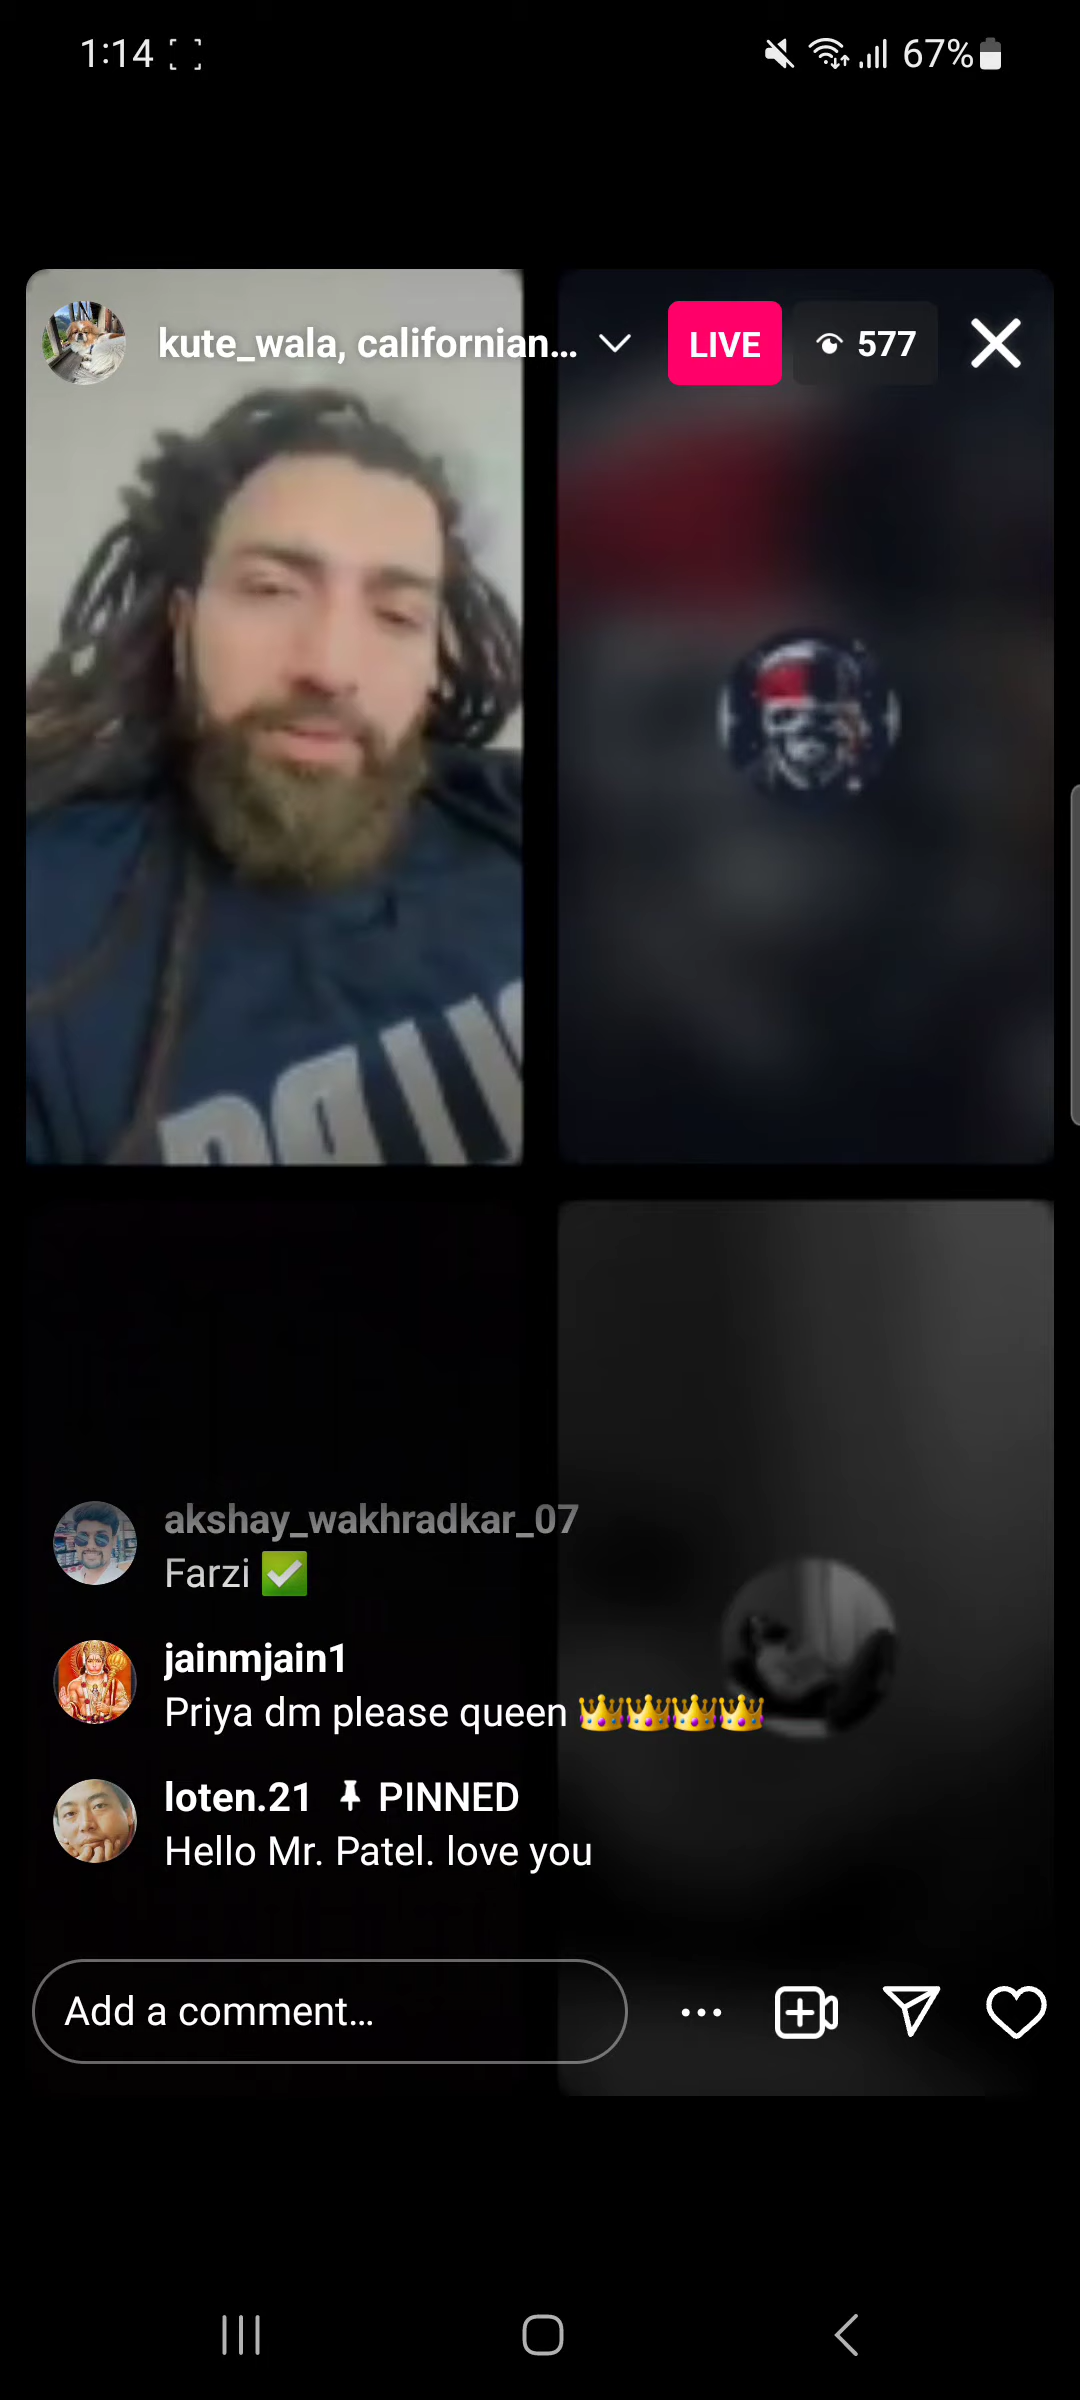 1:14
67%
kute_wala, californian...
LIVE
577
akshay_wakhradkar_07
Farzi ✅
jainmjain1
Priya dm please queen 👑👑👑👑
loten.21 📌 PINNED
Hello Mr. Patel. love you
Add a comment...